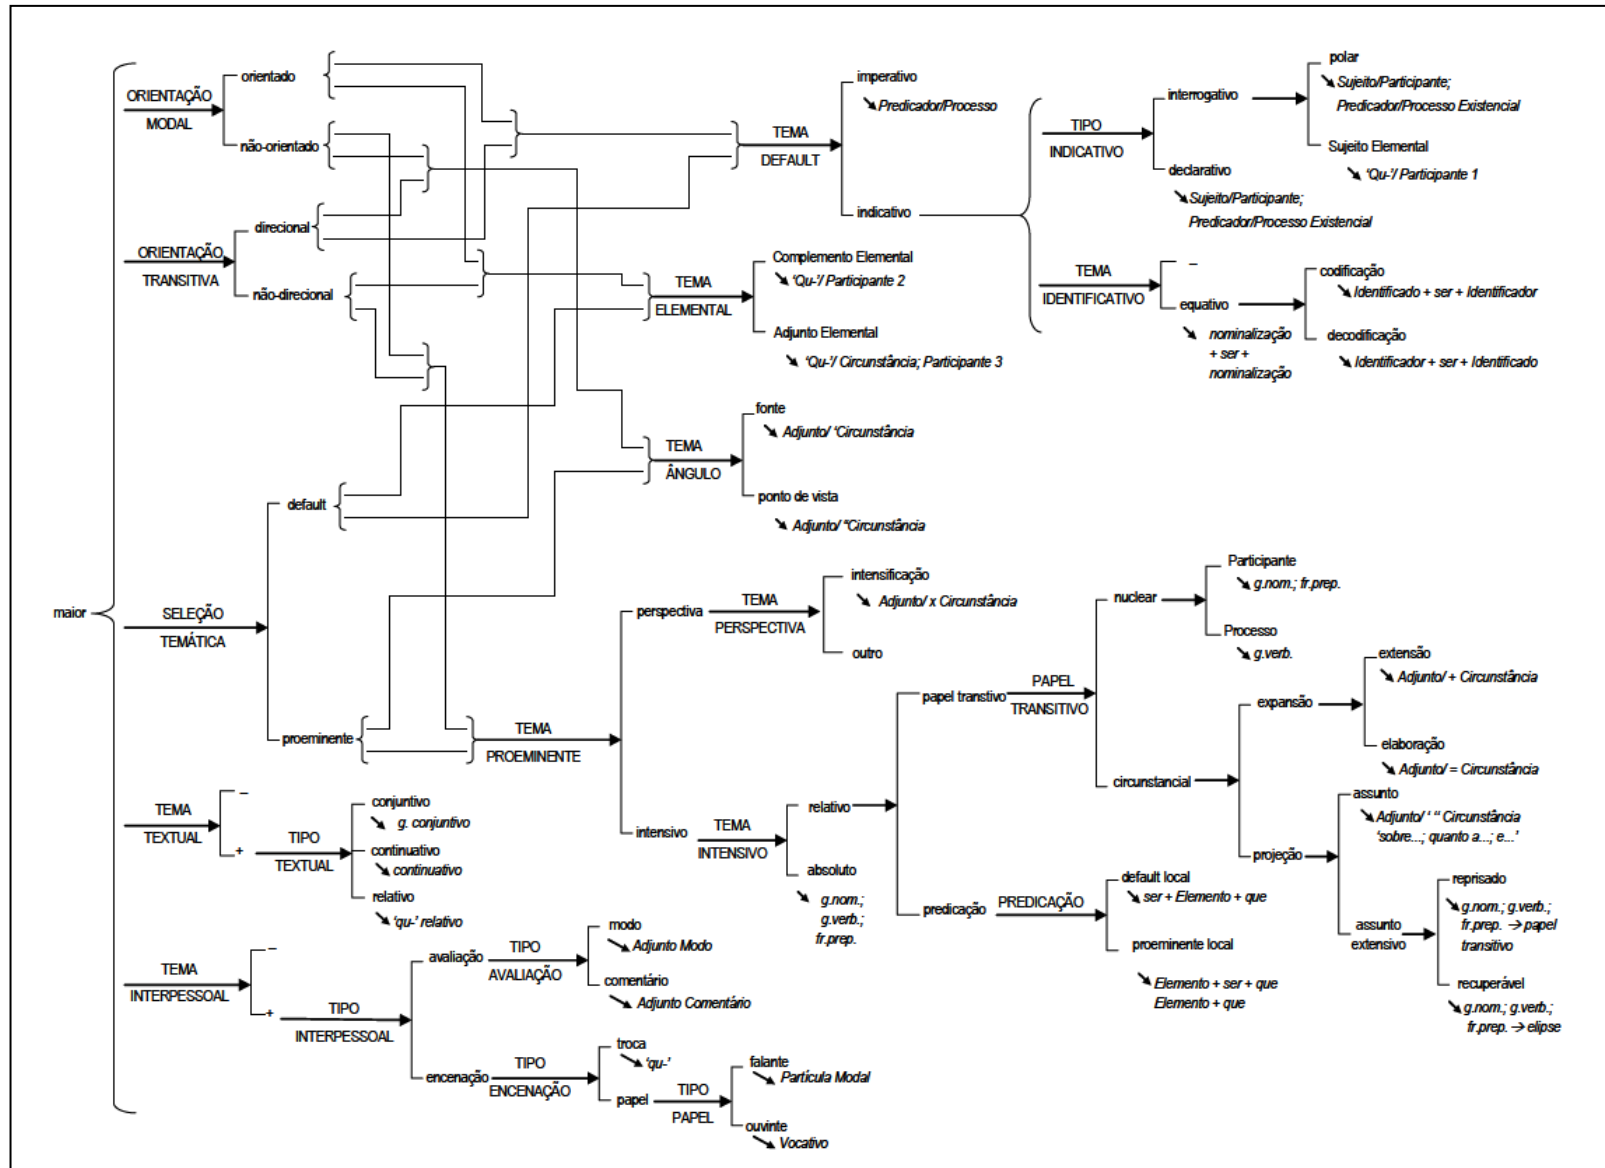 maior
ORIENTAÇÃO
MODAL
orientado
não-orientado
ORIENTAÇÃO
TRANSITIVA
direcional
não-direcional
SELEÇÃO
TEMÁTICA
default
proeminente
TEMA
TEXTUAL
–
+
TIPO
TEXTUAL
conjuntivo
g. conjuntivo
continuativo
continuativo
relativo
'qu-' relativo
TEMA
INTERPESSOAL
–
+
TIPO
INTERPESSOAL
avaliação
TIPO
AVALIAÇÃO
modo
Adjunto Modo
comentário
Adjunto Comentário
encenação
TIPO
ENCENAÇÃO
troca
'qu-'
papel
TIPO
PAPEL
falante
Partícula Modal
ouvinte
Vocativo
TEMA
DEFAULT
imperativo
Predicador/Processo
indicativo
TIPO
INDICATIVO
interrogativo
polar
Sujeito/Participante;
Predicador/Processo Existencial
Sujeito Elemental
'Qu-'/ Participante 1
declarativo
Sujeito/Participante;
Predicador/Processo Existencial
TEMA
IDENTIFICATIVO
–
equativo
nominalização
+ ser +
nominalização
codificação
Identificado + ser + Identificador
decodificação
Identificador + ser + Identificado
TEMA
ELEMENTAL
Complemento Elemental
'Qu-'/ Participante 2
Adjunto Elemental
'Qu-'/ Circunstância; Participante 3
TEMA
ÂNGULO
fonte
Adjunto/ 'Circunstância
ponto de vista
Adjunto/ "Circunstância
TEMA
PROEMINENTE
perspectiva
TEMA
PERSPECTIVA
intensificação
Adjunto/ x Circunstância
outro
intensivo
TEMA
INTENSIVO
relativo
absoluto
g.nom.;
g.verb.;
fr.prep.
papel transtivo
PAPEL
TRANSITIVO
nuclear
Participante
g.nom.; fr.prep.
Processo
g.verb.
circunstancial
expansão
extensão
Adjunto/ + Circunstância
elaboração
Adjunto/ = Circunstância
projeção
assunto
Adjunto/ ' " Circunstância
'sobre...; quanto a...; e...'
assunto
extensivo
reprisado
g.nom.; g.verb.;
fr.prep. → papel
transitivo
recuperável
g.nom.; g.verb.;
fr.prep. → elipse
predicação
PREDICAÇÃO
default local
ser + Elemento + que
proeminente local
Elemento + ser + que
Elemento + que